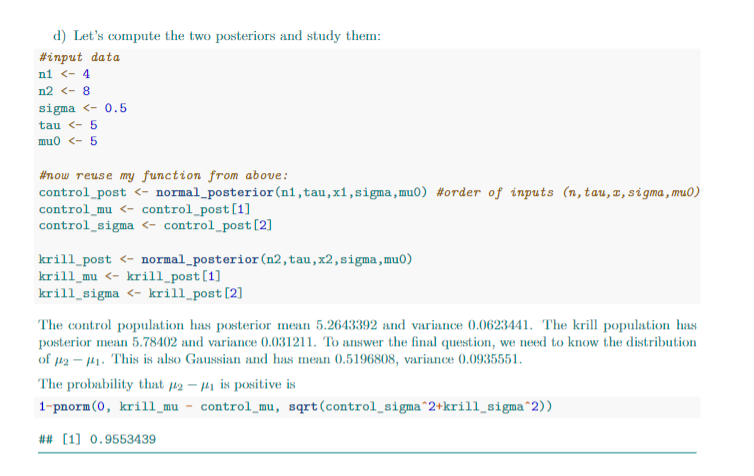 d) Let's compute the two posteriors and study them:
#input data
n1 <- 4
n2 <- 8
sigma <- 0.5
tau <- 5
mu0 <- 5
#now reuse my function from above:
control_post <- normal_posterior(n1,tau,x1,sigma,mu0) #order of inputs (n,tau,x,sigma,mu0)
control_mu <- control_post[1]
control_sigma <- control_post[2]
krill_post <- normal_posterior(n2,tau,x2,sigma,mu0)
krill_mu <- krill_post[1]
krill_sigma <- krill_post[2]
The control population has posterior mean 5.2643392 and variance 0.0623441. The krill population has
posterior mean 5.78402 and variance 0.031211. To answer the final question, we need to know the distribution
of μ₂ − μ₁. This is also Gaussian and has mean 0.5196808, variance 0.0935551.
The probability that μ₂ − μ₁ is positive is
1-pnorm(0, krill_mu - control_mu, sqrt(control_sigma^2+krill_sigma^2))
## [1] 0.9553439